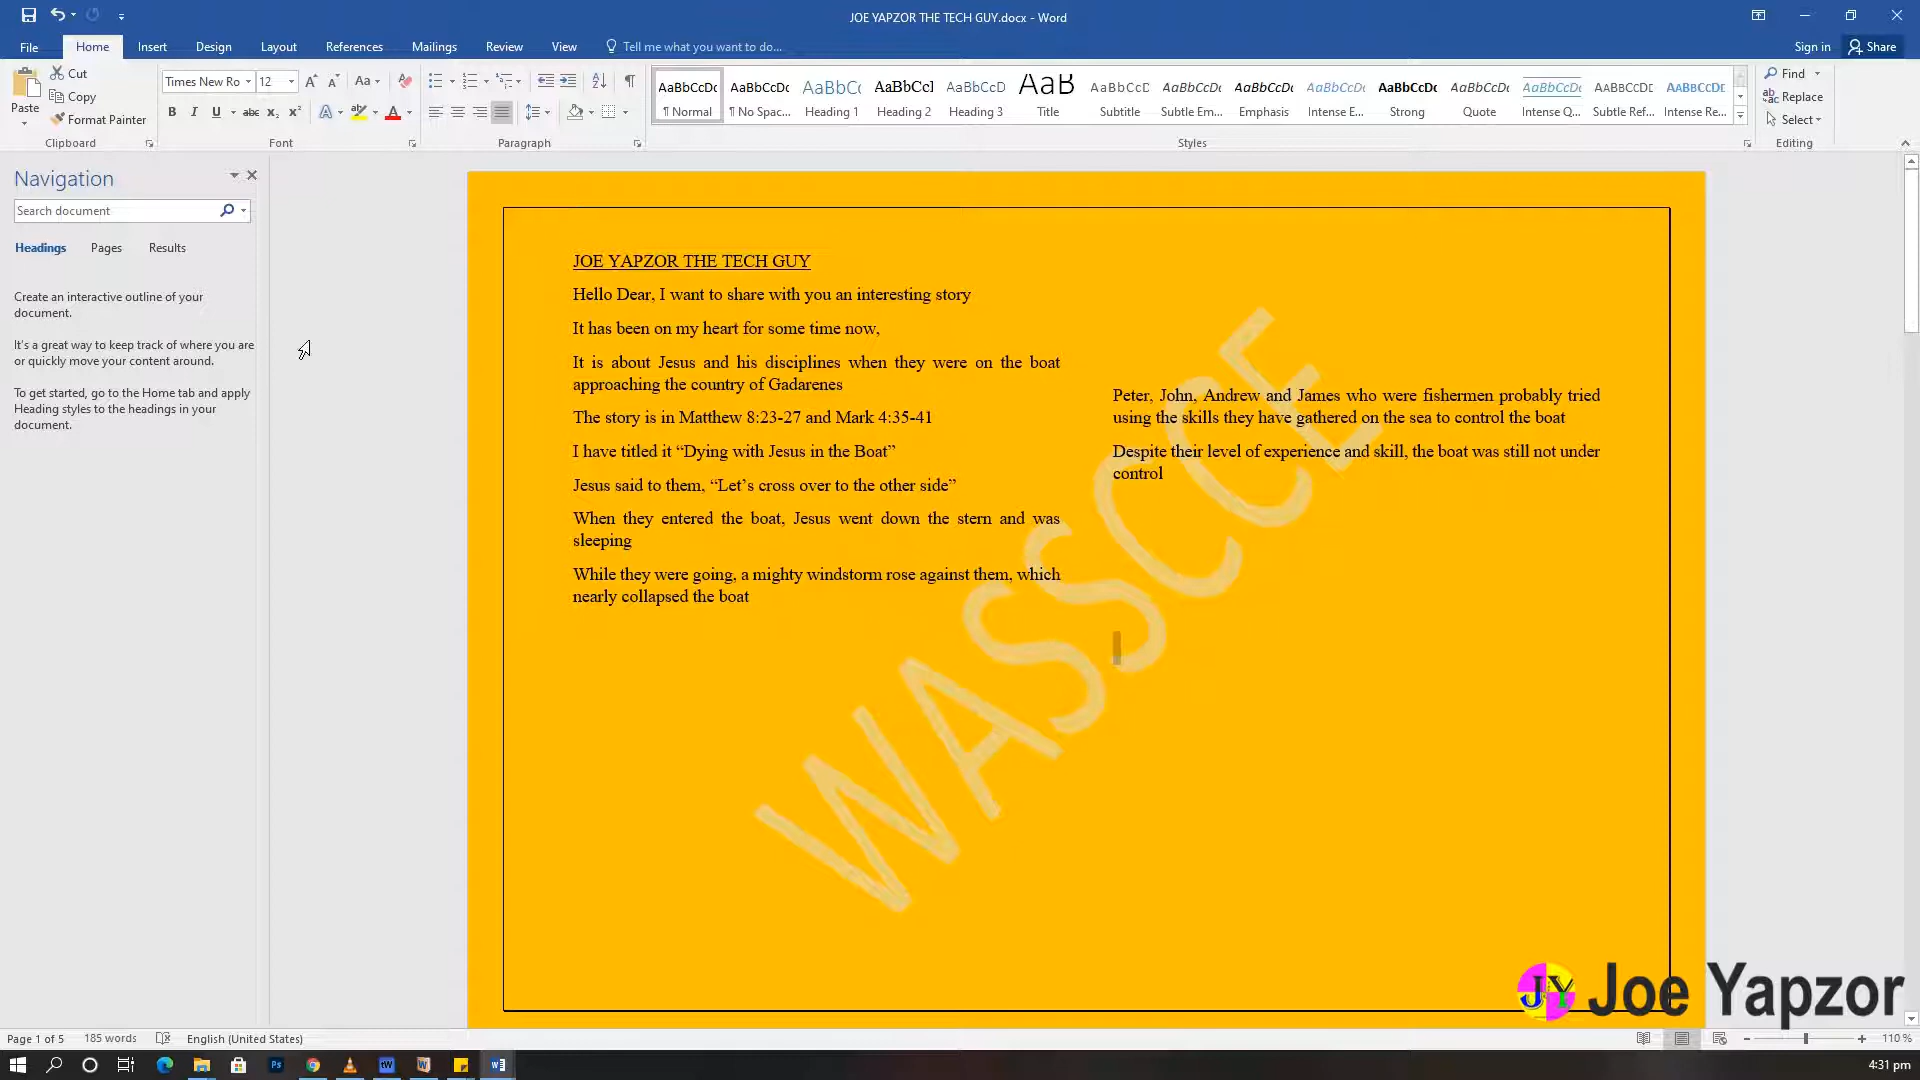 JOE YAPZOR THE TECH GUY.docx - Word
File
Home
Insert
Design
Layout
References
Mailings
Review
View
Tell me what you want to do...
Sign in
Share
Paste
Cut
Copy
Format Painter
Clipboard
Times New Ro
12
Aa
B I U abc x₂ x²
A
Font
Paragraph
AaBbCcDc
¶ Normal
AaBbCcDc
¶ No Spac...
AaBbCc
Heading 1
AaBbCcI
Heading 2
AaBbCcD
Heading 3
AaB
Title
AaBbCcD
Subtitle
AaBbCcDc
Subtle Em...
AaBbCcDc
Emphasis
AaBbCcDc
Intense E...
AaBbCcDc
Strong
AaBbCcDc
Quote
AaBbCcDc
Intense Q...
AABBCCDE
Subtle Ref...
AABBCCDE
Intense Re...
Styles
Find
Replace
Select
Editing
Navigation
Search document
Headings
Pages
Results
Create an interactive outline of your
document.
It's a great way to keep track of where you are
or quickly move your content around.
To get started, go to the Home tab and apply
Heading styles to the headings in your
document.
JOE YAPZOR THE TECH GUY
Hello Dear, I want to share with you an interesting story
It has been on my heart for some time now,
It is about Jesus and his disciplines when they were on the boat
approaching the country of Gadarenes
The story is in Matthew 8:23-27 and Mark 4:35-41
I have titled it “Dying with Jesus in the Boat”
Jesus said to them, “Let’s cross over to the other side”
When they entered the boat, Jesus went down the stern and was
sleeping
While they were going, a mighty windstorm rose against them, which
nearly collapsed the boat
Peter, John, Andrew and James who were fishermen probably tried
using the skills they have gathered on the sea to control the boat
Despite their level of experience and skill, the boat was still not under
control
WASSCCE
JY
Joe Yapzor
Page 1 of 5
185 words
English (United States)
110 %
Ps
tW
W
W
4:31 pm